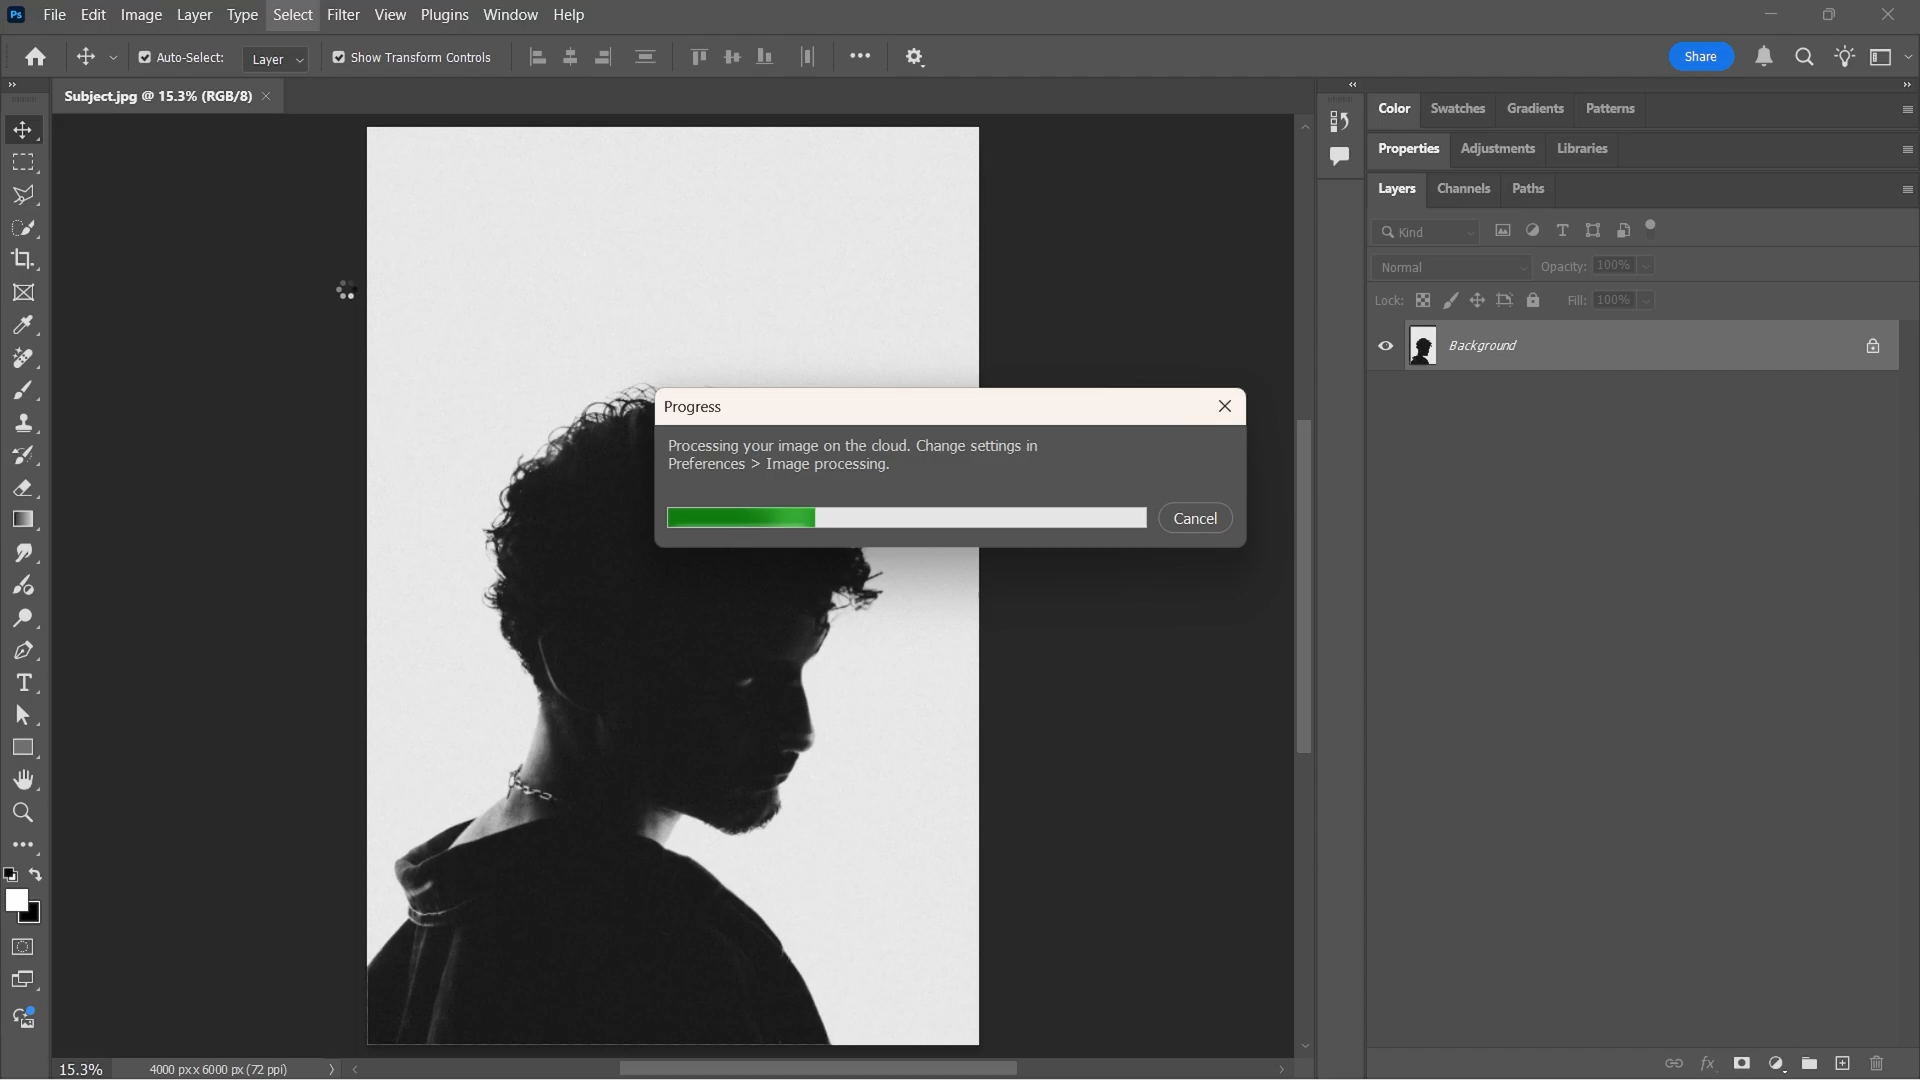 Ps File Edit Image Layer Type Select Filter View Plugins Window Help
Auto-Select: Layer Show Transform Controls Share
Subject.jpg @ 15.3% (RGB/8)
Color Swatches Gradients Patterns
Properties Adjustments Libraries
Layers Channels Paths
Kind
Normal Opacity: 100%
Lock: Fill: 100%
Background
Progress
Processing your image on the cloud. Change settings in
Preferences > Image processing.
Cancel
15.3% 4000 px x 6000 px (72 ppi)